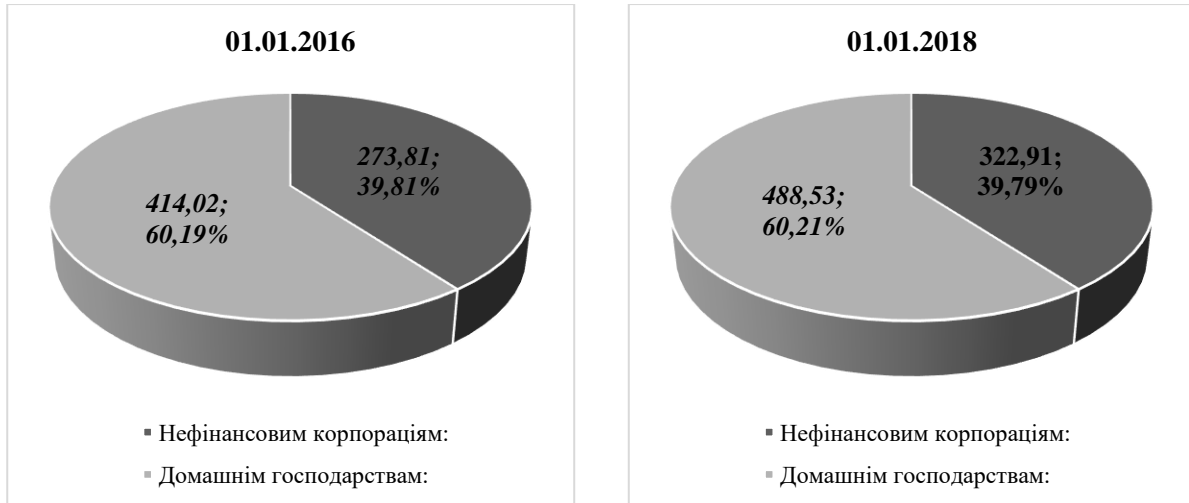 01.01.2016
273,81;
39,81%
414,02;
60,19%
▪ Нефінансовим корпораціям:
▪ Домашнім господарствам:
01.01.2018
322,91;
39,79%
488,53;
60,21%
▪ Нефінансовим корпораціям:
▪ Домашнім господарствам: